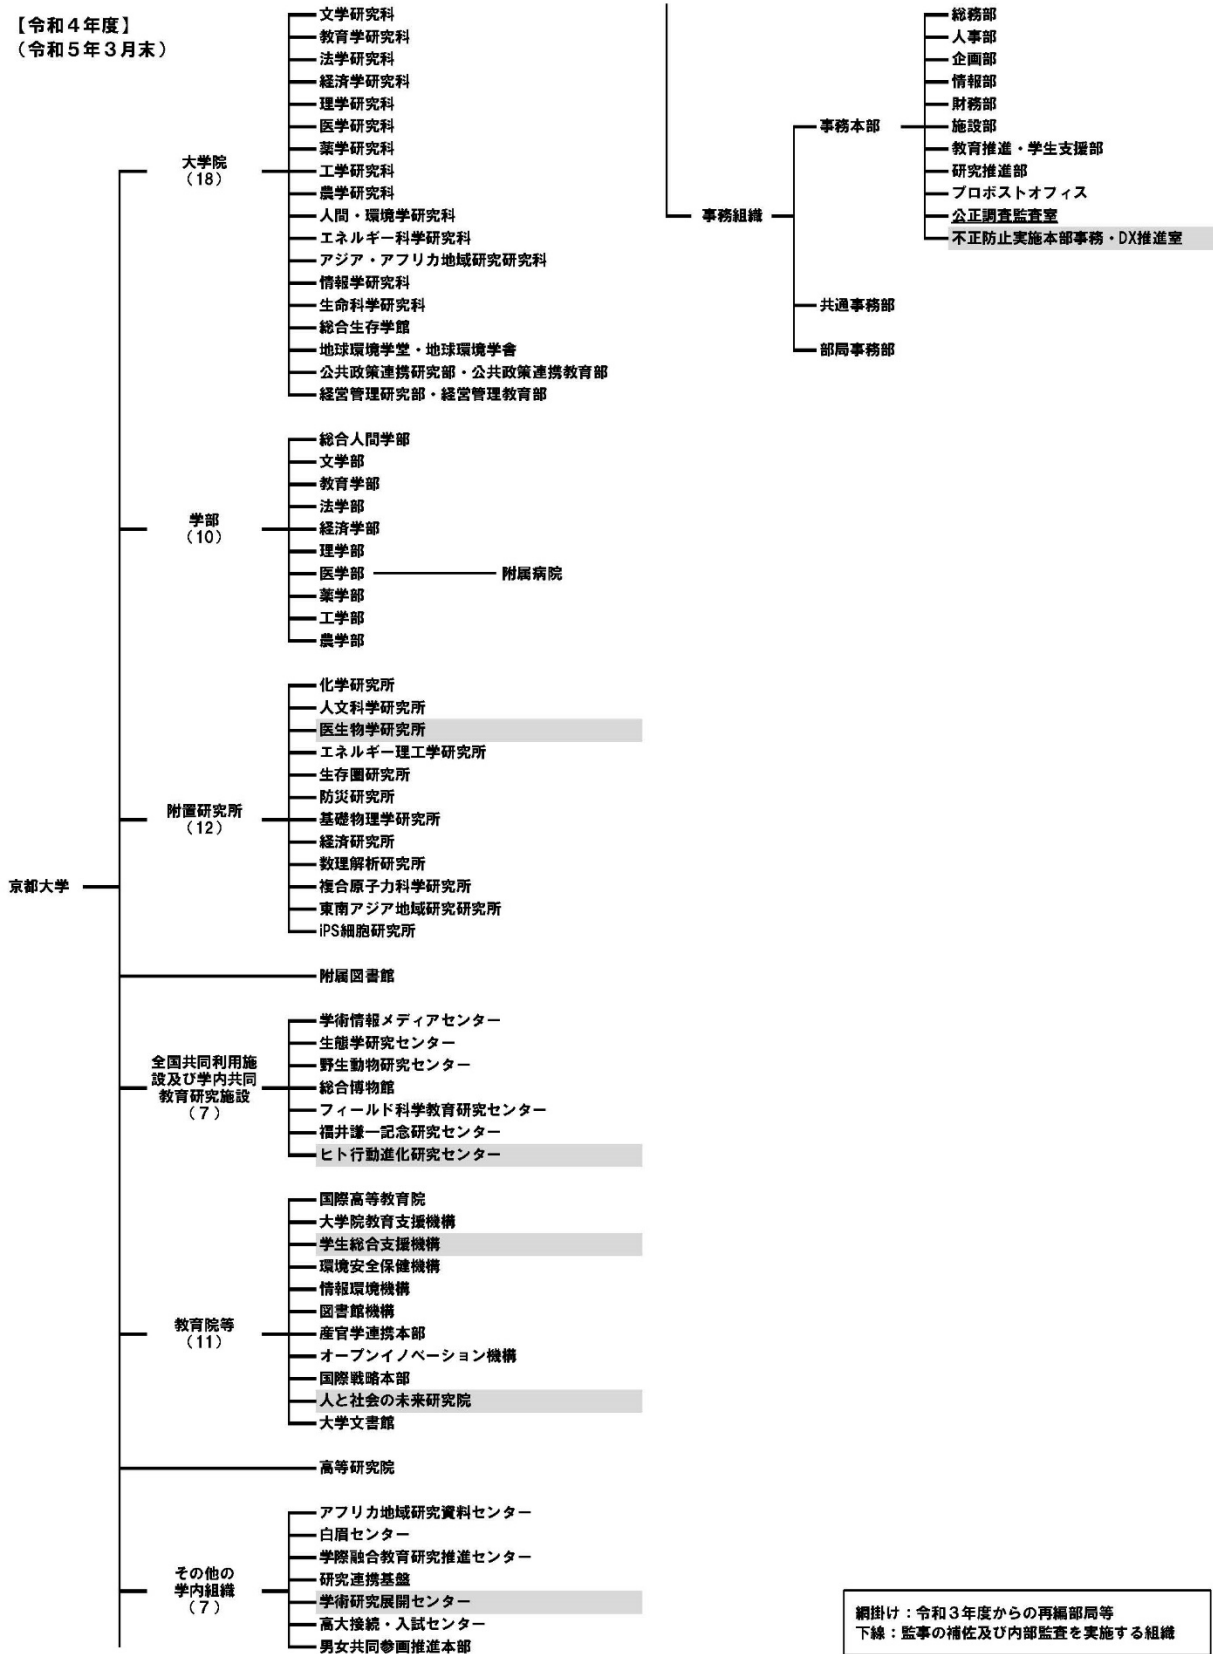 【令和4年度】
（令和5年3月末）
京都大学
大学院
（18）
文学研究科
教育学研究科
法学研究科
経済学研究科
理学研究科
医学研究科
薬学研究科
工学研究科
農学研究科
人間・環境学研究科
エネルギー科学研究科
アジア・アフリカ地域研究研究科
情報学研究科
生命科学研究科
総合生存学館
地球環境学堂・地球環境学舎
公共政策連携研究部・公共政策連携教育部
経営管理研究部・経営管理教育部
学部
（10）
総合人間学部
文学部
教育学部
法学部
経済学部
理学部
医学部
附属病院
薬学部
工学部
農学部
附置研究所
（12）
化学研究所
人文科学研究所
医生物学研究所
エネルギー理工学研究所
生存圏研究所
防災研究所
基礎物理学研究所
経済研究所
数理解析研究所
複合原子力科学研究所
東南アジア地域研究研究所
iPS細胞研究所
附属図書館
全国共同利用施
設及び学内共同
教育研究施設
（7）
学術情報メディアセンター
生態学研究センター
野生動物研究センター
総合博物館
フィールド科学教育研究センター
福井謙一記念研究センター
ヒト行動進化研究センター
教育院等
（11）
国際高等教育院
大学院教育支援機構
学生総合支援機構
環境安全保健機構
情報環境機構
図書館機構
産官学連携本部
オープンイノベーション機構
国際戦略本部
人と社会の未来研究院
大学文書館
高等研究院
その他の
学内組織
（7）
アフリカ地域研究資料センター
白眉センター
学際融合教育研究推進センター
研究連携基盤
学術研究展開センター
高大接続・入試センター
男女共同参画推進本部
事務組織
事務本部
総務部
人事部
企画部
情報部
財務部
施設部
教育推進・学生支援部
研究推進部
プロボストオフィス
公正調査監査室
不正防止実施本部事務・DX推進室
共通事務部
部局事務部
網掛け：令和3年度からの再編部局等
下線：監事の補佐及び内部監査を実施する組織